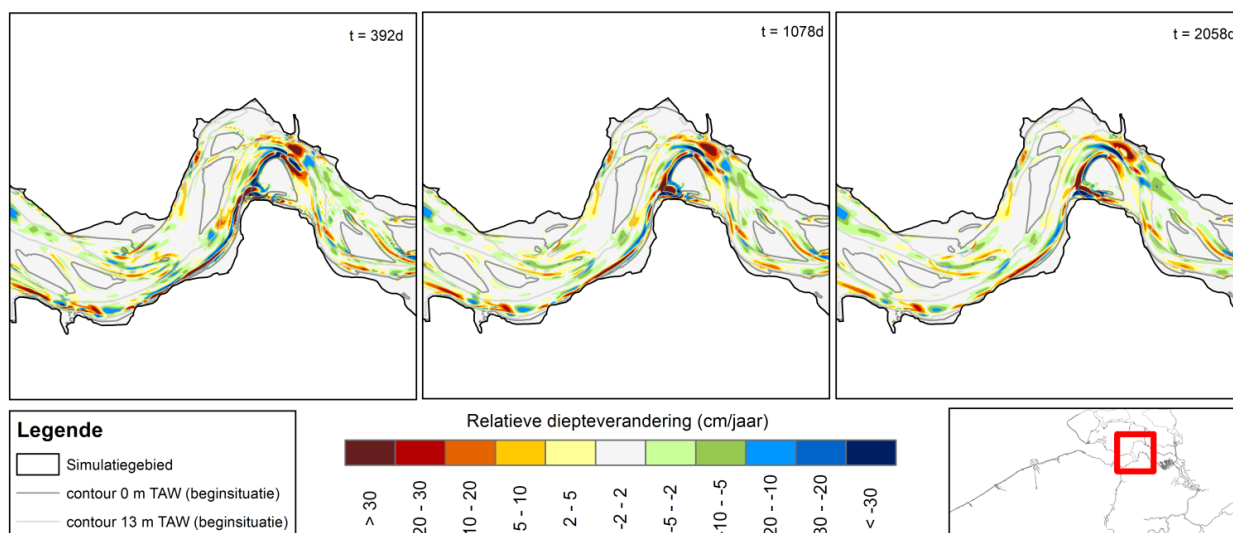 t = 392d
t = 1078d
t = 2058d
Legende
Simulatiegebied
contour 0 m TAW (beginsituatie)
contour 13 m TAW (beginsituatie)
Relatieve diepteverandering (cm/jaar)
> 30
20 - 30
10 - 20
5 - 10
2 - 5
-2 - 2
-5 - -2
-10 - -5
20 - -10
30 - -20
< -30